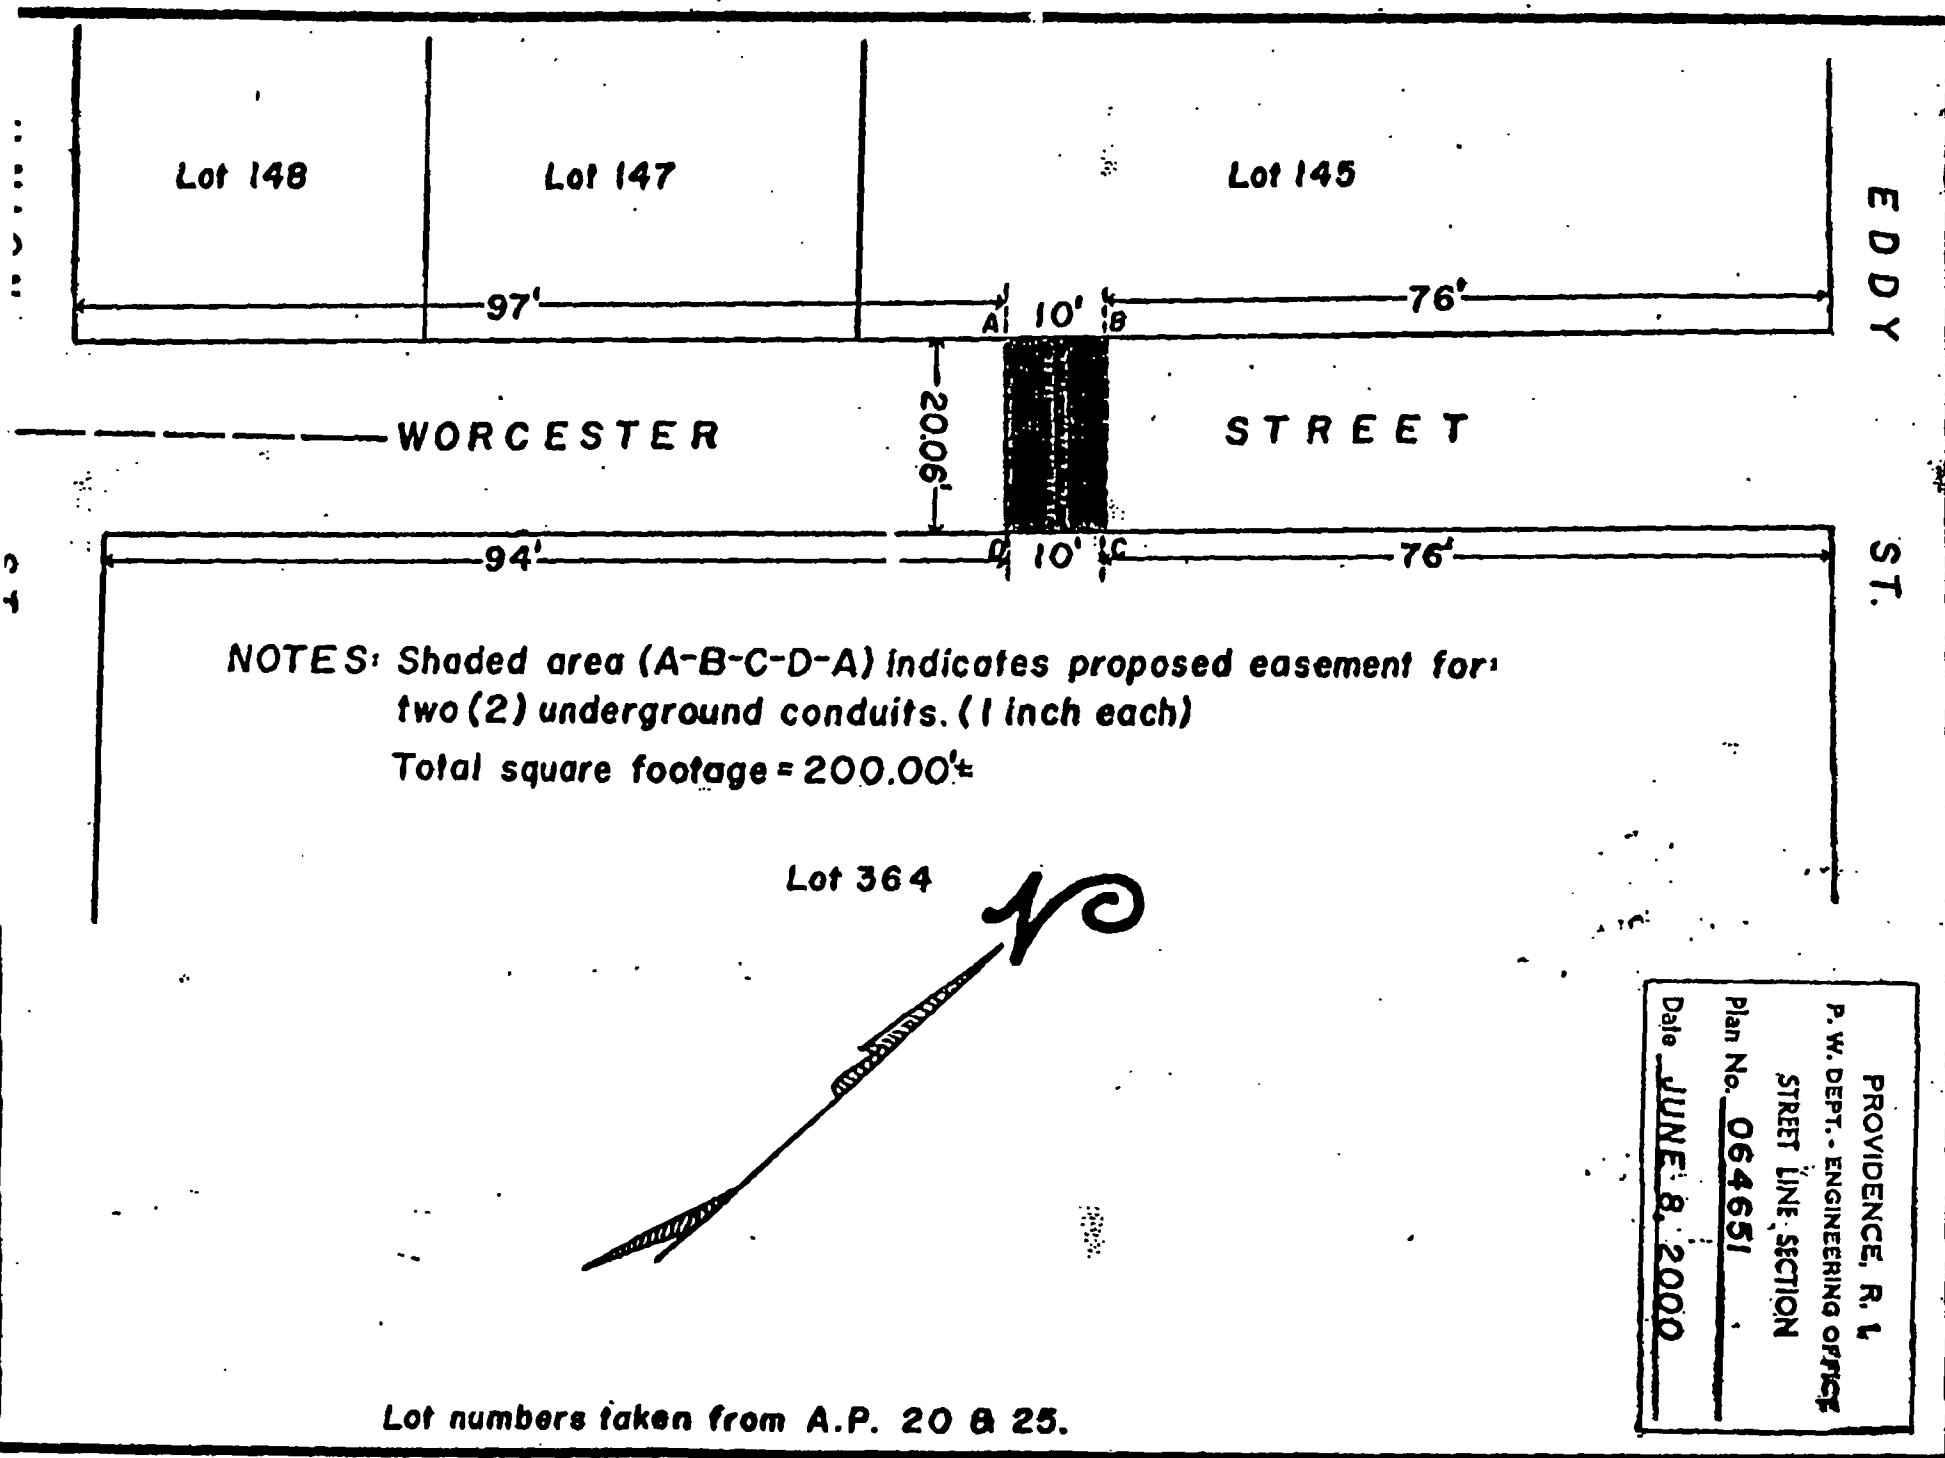 Lot 148
Lot 147
Lot 145
EDDY ST.
97'
A
10'
B
76'
20.06'
WORCESTER STREET
94'
D
10'
C
76'
NOTES: Shaded area (A-B-C-D-A) indicates proposed easement for:
two (2) underground conduits. (1 inch each)
Total square footage = 200.00'±
Lot 364
N
PROVIDENCE, R. I.
P. W. DEPT. - ENGINEERING OFFICE
STREET LINE SECTION
Plan No. 064651
Date JUNE 8, 2000
Lot numbers taken from A.P. 20 & 25.